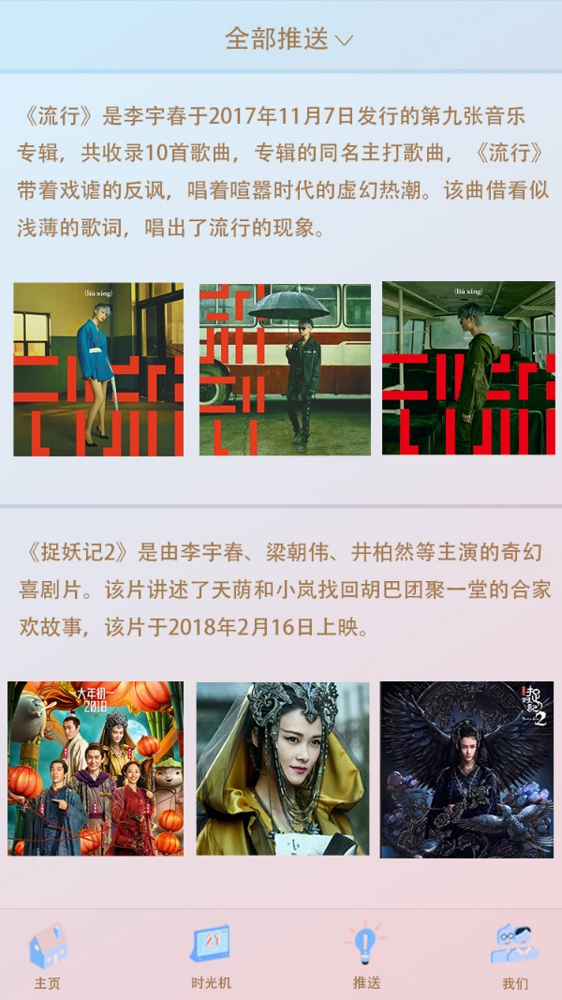 全部推送
《流行》是李宇春于2017年11月7日发行的第九张音乐
专辑，共收录10首歌曲，专辑的同名主打歌曲，《流行》
带着戏谑的反讽，唱着喧嚣时代的虚幻热潮。该曲借看似
浅薄的歌词，唱出了流行的现象。
(liú xíng)
(liú xíng)
(liú xíng)
《捉妖记2》是由李宇春、梁朝伟、井柏然等主演的奇幻
喜剧片。该片讲述了天荫和小岚找回胡巴团聚一堂的合家
欢故事，该片于2018年2月16日上映。
大年初一
2018
捉妖记
2
21
主页
时光机
推送
我们